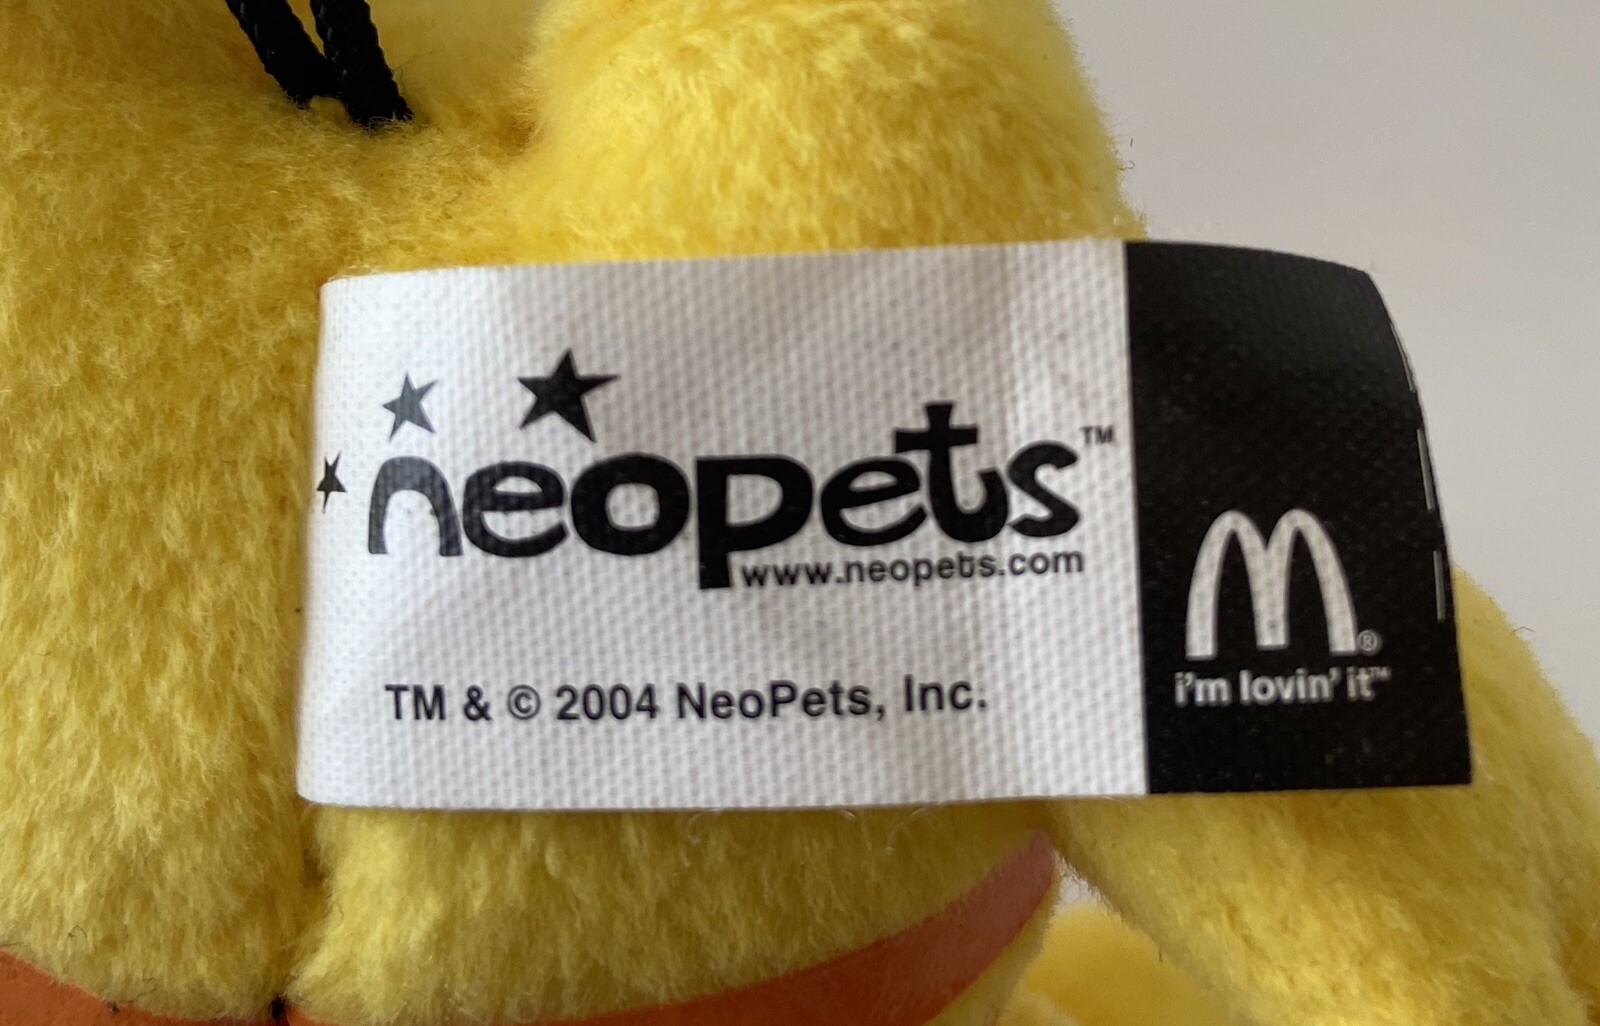 neopets™
www.neopets.com
TM & © 2004 NeoPets, Inc.
M®
i'm lovin' it™